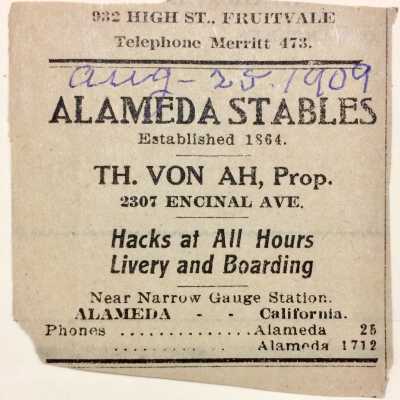 932 HIGH ST., FRUITVALE
Telephone Merritt 473.
Aug - 25. 1909
ALAMEDA STABLES
Established 1864.
TH. VON AH, Prop.
2307 ENCINAL AVE.
Hacks at All Hours
Livery and Boarding
Near Narrow Gauge Station.
ALAMEDA - - California.
Phones .............. Alameda 25
............ Alameda 1712